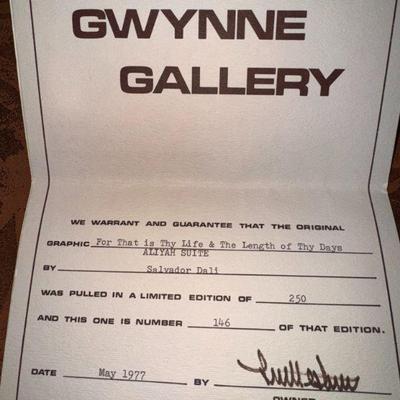 GWYNNE
GALLERY
WE WARRANT AND GUARANTEE THAT THE ORIGINAL
GRAPHIC For That is Thy Life & The Length of Thy Days
ALIYAH SUITE
BY Salvador Dali
WAS PULLED IN A LIMITED EDITION OF 250
AND THIS ONE IS NUMBER 146 OF THAT EDITION.
DATE May 1977 BY
OWNER